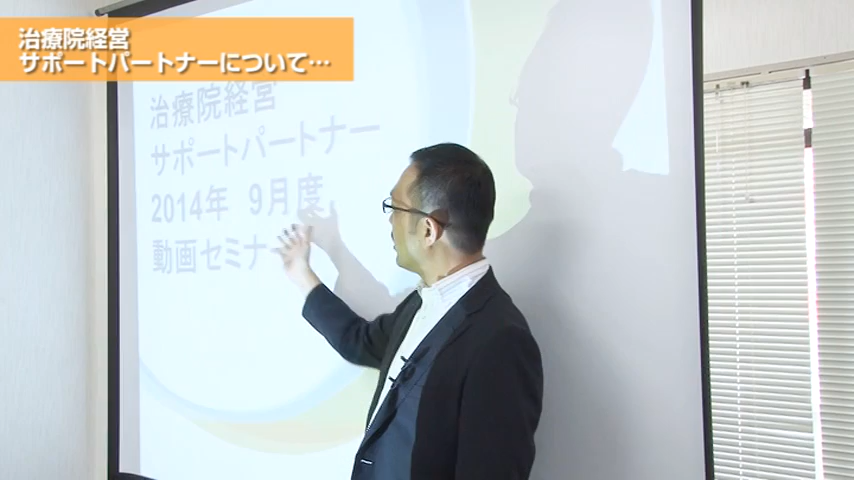 治療院経営
サポートパートナーについて…
治療院経営
サポートパートナー
2014年 9月度
動画セミナ